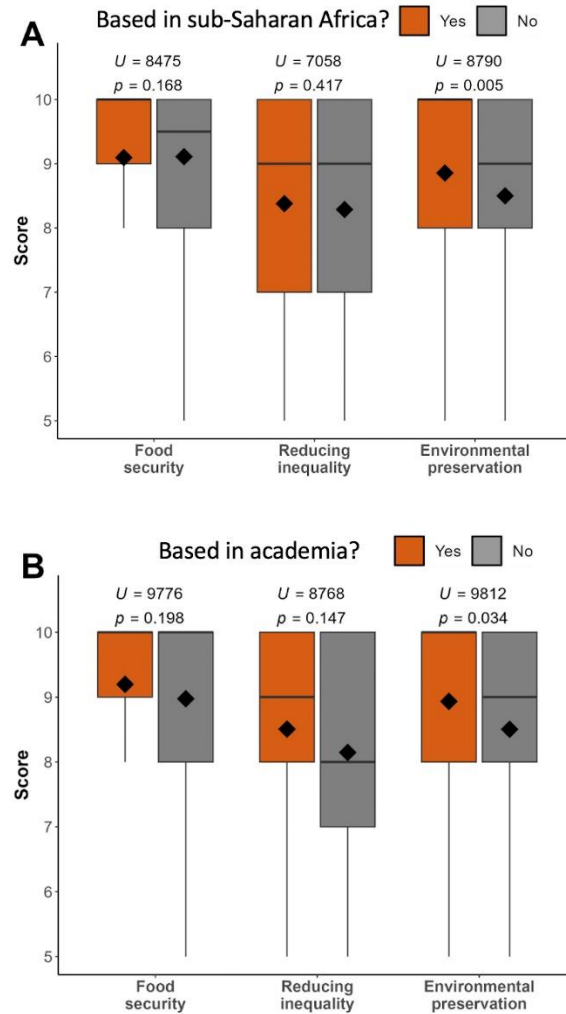 A
Based in sub-Saharan Africa? Yes No
U = 8475 U = 7058 U = 8790
p = 0.168 p = 0.417 p = 0.005
10
9
8
7
6
5
Score
Food security
Reducing inequality
Environmental preservation
B
Based in academia? Yes No
U = 9776 U = 8768 U = 9812
p = 0.198 p = 0.147 p = 0.034
10
9
8
7
6
5
Score
Food security
Reducing inequality
Environmental preservation